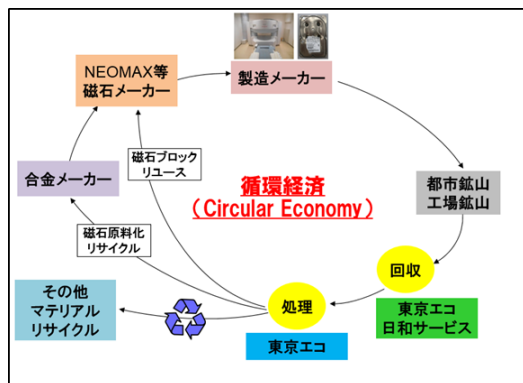 NEOMAX等
磁石メーカー
製造メーカー
磁石ブロック
リユース
循環経済
（Circular Economy）
都市鉱山
工場鉱山
合金メーカー
磁石原料化
リサイクル
回収
その他
マテリアル
リサイクル
処理
東京エコ
日和サービス
東京エコ